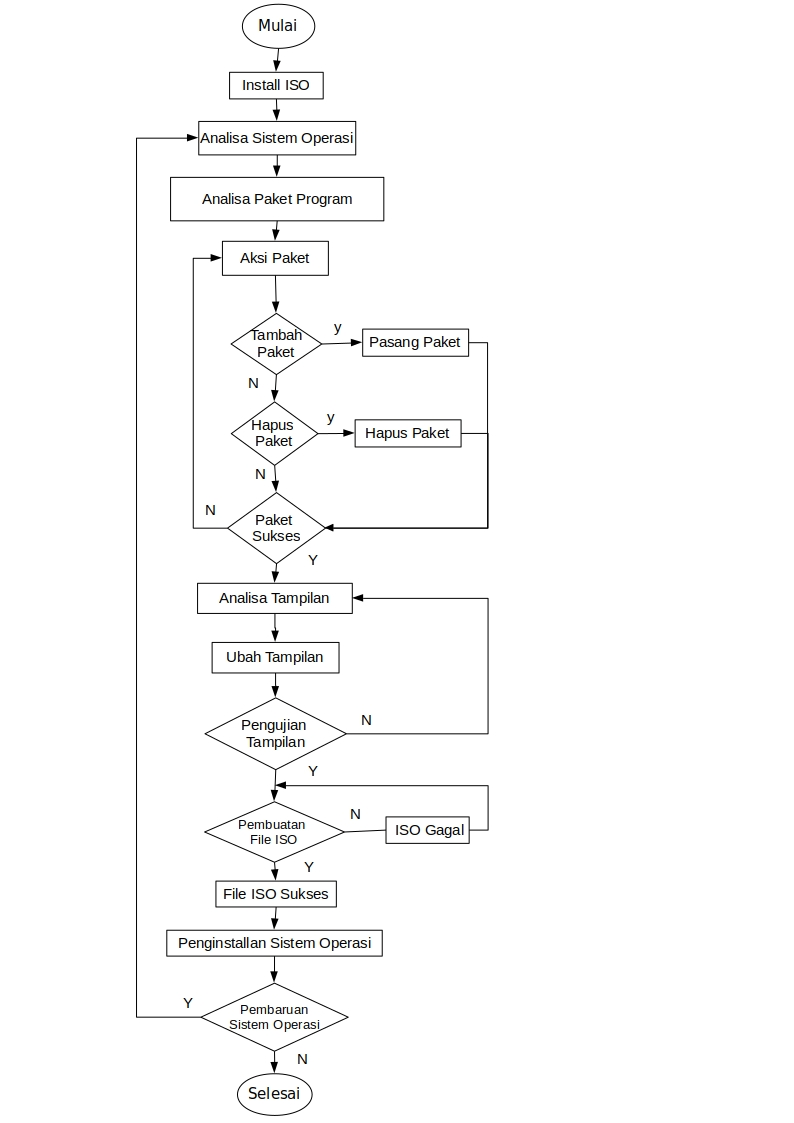 Mulai
Install ISO
Analisa Sistem Operasi
Analisa Paket Program
Aksi Paket
Tambah
Paket
y
Pasang Paket
N
Hapus
Paket
y
Hapus Paket
N
Paket
Sukses
N
Y
Analisa Tampilan
Ubah Tampilan
Pengujian
Tampilan
N
Y
Pembuatan
File ISO
N
ISO Gagal
Y
File ISO Sukses
Penginstallan Sistem Operasi
Y
Pembaruan
Sistem Operasi
N
Selesai